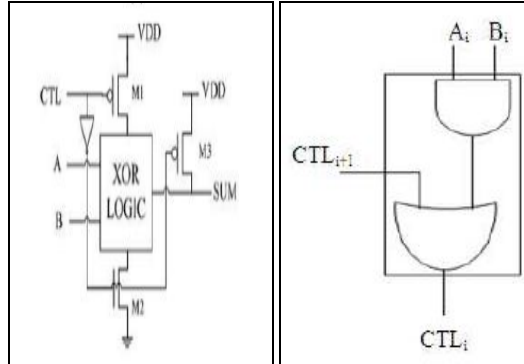 VDD
CTL
M1
VDD
A
M3
XOR
LOGIC
SUM
B
M2
Aᵢ Bᵢ
CTLᵢ₊₁
CTLᵢ